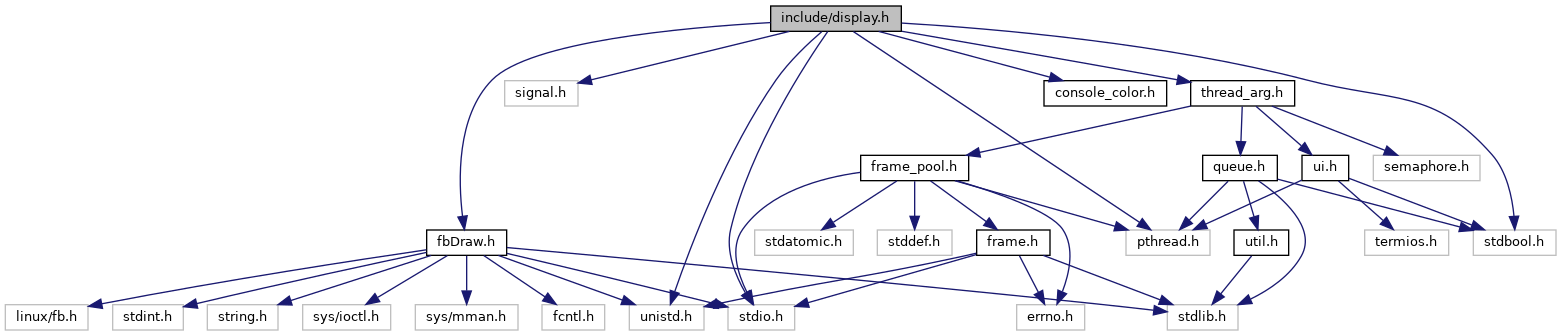 include/display.h
signal.h
console_color.h
thread_arg.h
frame_pool.h
queue.h
ui.h
semaphore.h
fbDraw.h
stdatomic.h
stddef.h
frame.h
pthread.h
util.h
termios.h
stdbool.h
linux/fb.h
stdint.h
string.h
sys/ioctl.h
sys/mman.h
fcntl.h
unistd.h
stdio.h
errno.h
stdlib.h